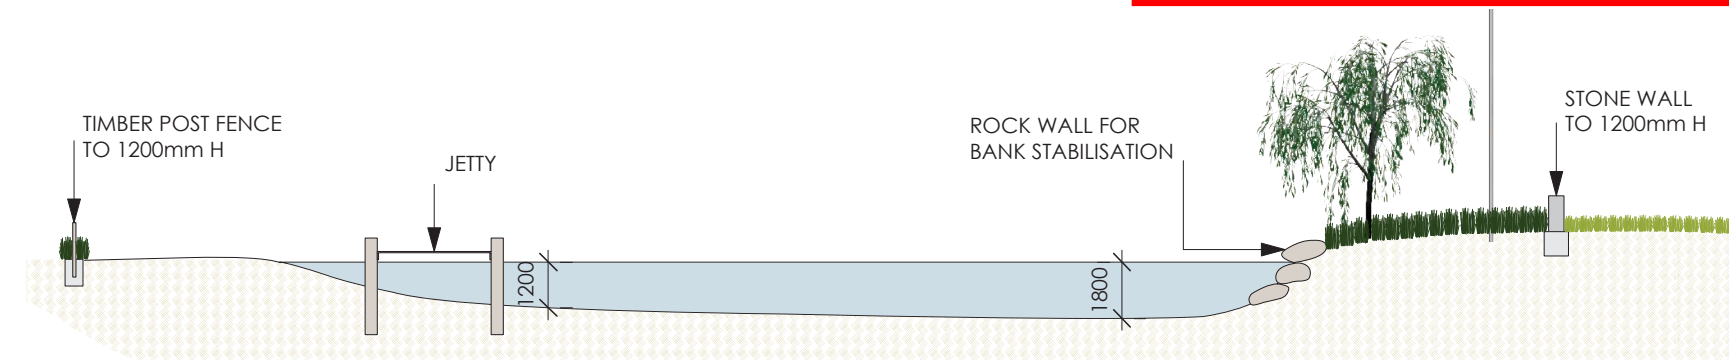 TIMBER POST FENCE
TO 1200mm H
JETTY
1200
ROCK WALL FOR
BANK STABILISATION
1800
STONE WALL
TO 1200mm H